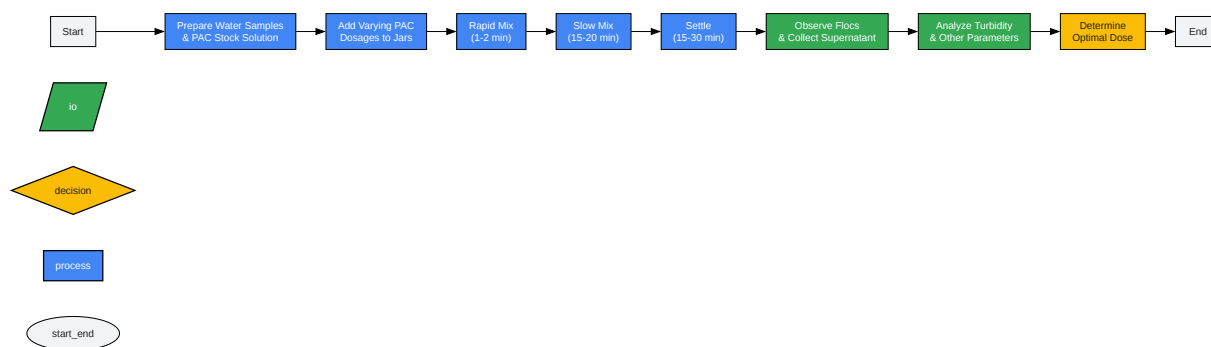 Start
Prepare Water Samples
& PAC Stock Solution
Add Varying PAC
Dosages to Jars
Rapid Mix
(1-2 min)
Slow Mix
(15-20 min)
Settle
(15-30 min)
Observe Flocs
& Collect Supernatant
Analyze Turbidity
& Other Parameters
Determine
Optimal Dose
End
io
decision
process
start_end